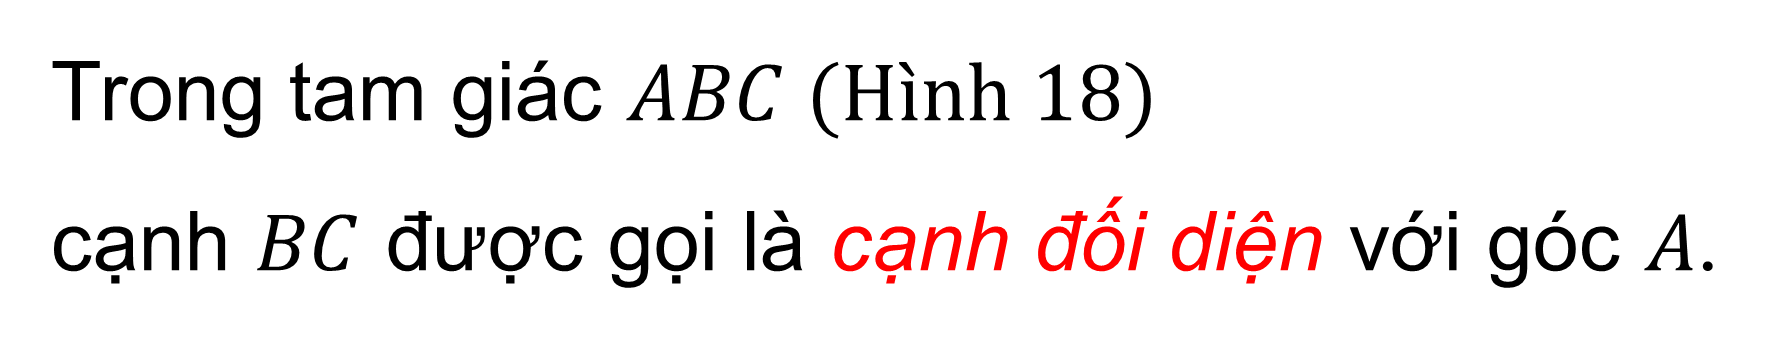 Trong tam giác ABC (Hình 18)
cạnh BC được gọi là cạnh đối diện với góc A.